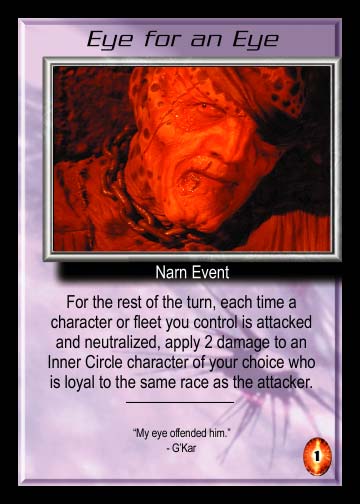 Eye for an Eye
Narn Event
For the rest of the turn, each time a
character or fleet you control is attacked
and neutralized, apply 2 damage to an
Inner Circle character of your choice who
is loyal to the same race as the attacker.
“My eye offended him.”
- G'Kar
1